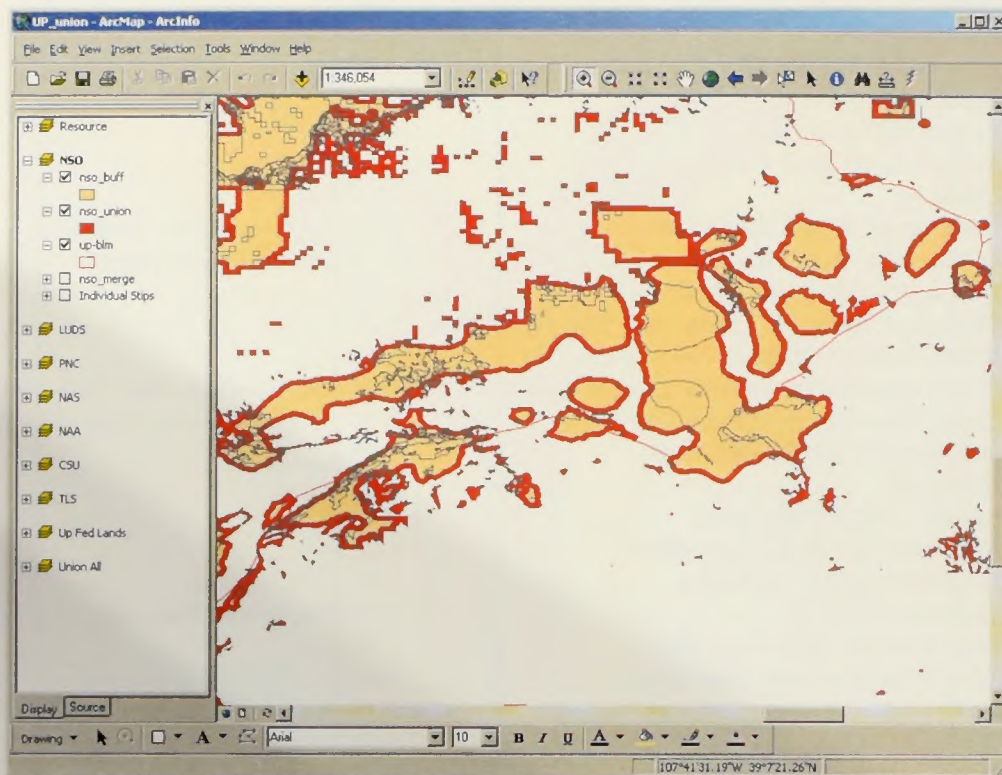 UP_union - ArcMap - ArcInfo
File Edit View Insert Selection Tools Window Help
1:346,054
Resource
NSO
nso_buff
nso_union
up-blm
nso_merge
Individual Stips
LUDS
PNC
NAS
NAA
CSU
TLS
Up Fed Lands
Union All
Display Source
Drawing A Arial 10 B I U A
107°41'31.19"W 39°7'21.26"N